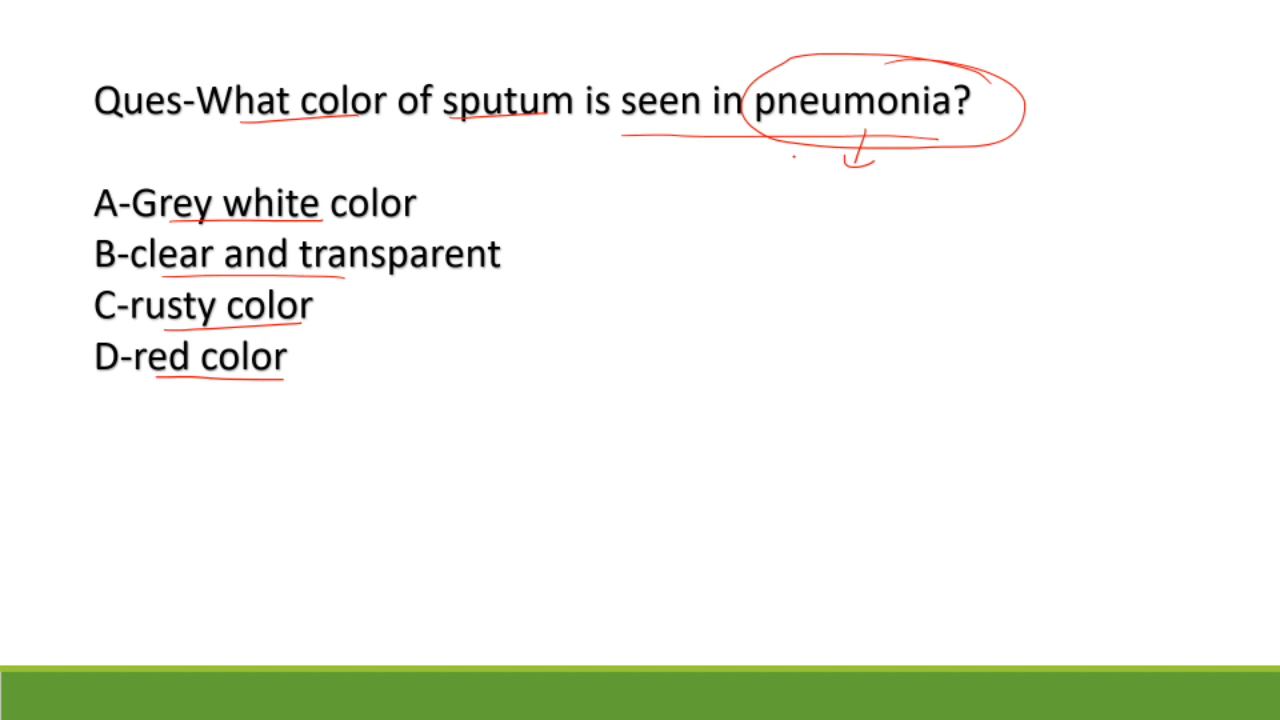 Ques-What color of sputum is seen in pneumonia?
A-Grey white color
B-clear and transparent
C-rusty color
D-red color